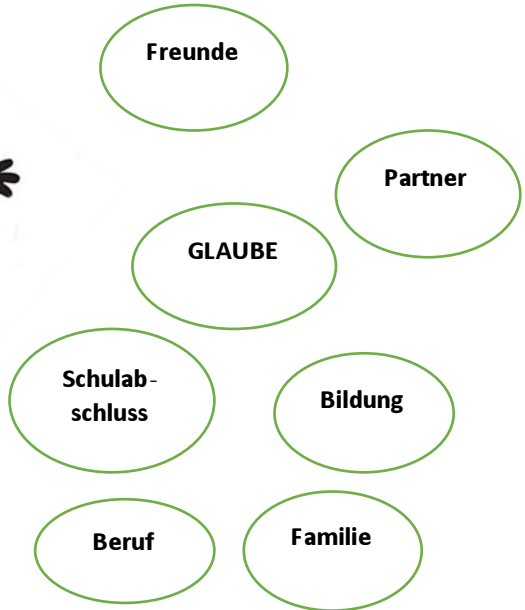 Freunde
Partner
GLAUBE
Schulab-
schluss
Bildung
Beruf
Familie